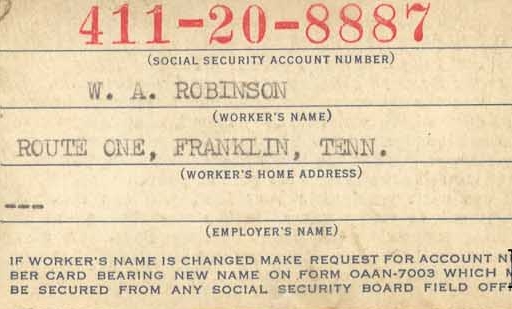 411-20-8887
(SOCIAL SECURITY ACCOUNT NUMBER)
W. A. ROBINSON
(WORKER'S NAME)
ROUTE ONE, FRANKLIN, TENN.
(WORKER'S HOME ADDRESS)
---
(EMPLOYER'S NAME)
IF WORKER'S NAME IS CHANGED MAKE REQUEST FOR ACCOUNT
BER CARD BEARING NEW NAME ON FORM OAAN-7003 WHICH
BE SECURED FROM ANY SOCIAL SECURITY BOARD FIELD